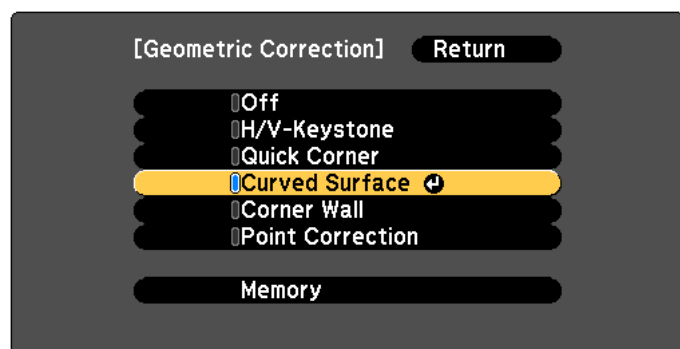 [Geometric Correction] Return
Off
H/V-Keystone
Quick Corner
Curved Surface
Corner Wall
Point Correction
Memory